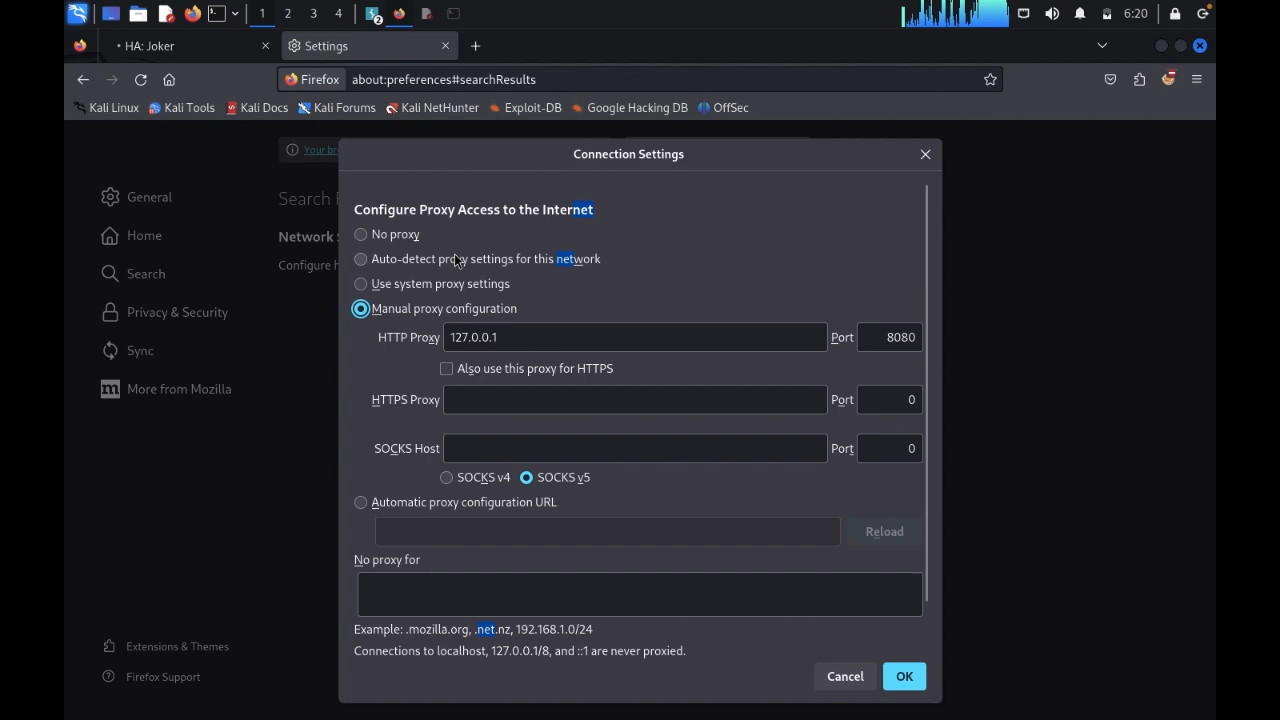 1 2 3 4 2 6:20
HA: Joker Settings
Firefox about:preferences#searchResults
Kali Linux Kali Tools Kali Docs Kali Forums Kali NetHunter Exploit-DB Google Hacking DB OffSec
Connection Settings
Your br
General
Search
Home
Network S
Search
Configure h
Privacy & Security
Sync
More from Mozilla
Extensions & Themes
Firefox Support
Configure Proxy Access to the Internet
No proxy
Auto-detect proxy settings for this network
Use system proxy settings
Manual proxy configuration
HTTP Proxy 127.0.0.1 Port 8080
Also use this proxy for HTTPS
HTTPS Proxy Port 0
SOCKS Host Port 0
SOCKS v4 SOCKS v5
Automatic proxy configuration URL
Reload
No proxy for
Example: .mozilla.org, .net.nz, 192.168.1.0/24
Connections to localhost, 127.0.0.1/8, and ::1 are never proxied.
Cancel OK